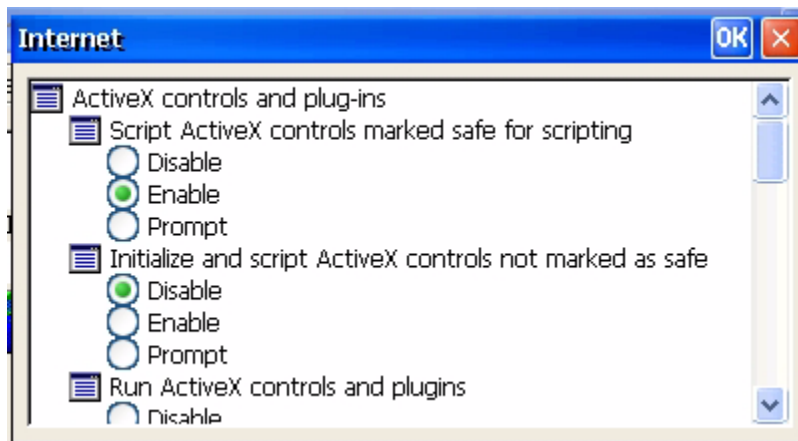 Internet OK
ActiveX controls and plug-ins
Script ActiveX controls marked safe for scripting
Disable
Enable
Prompt
Initialize and script ActiveX controls not marked as safe
Disable
Enable
Prompt
Run ActiveX controls and plugins
Disable